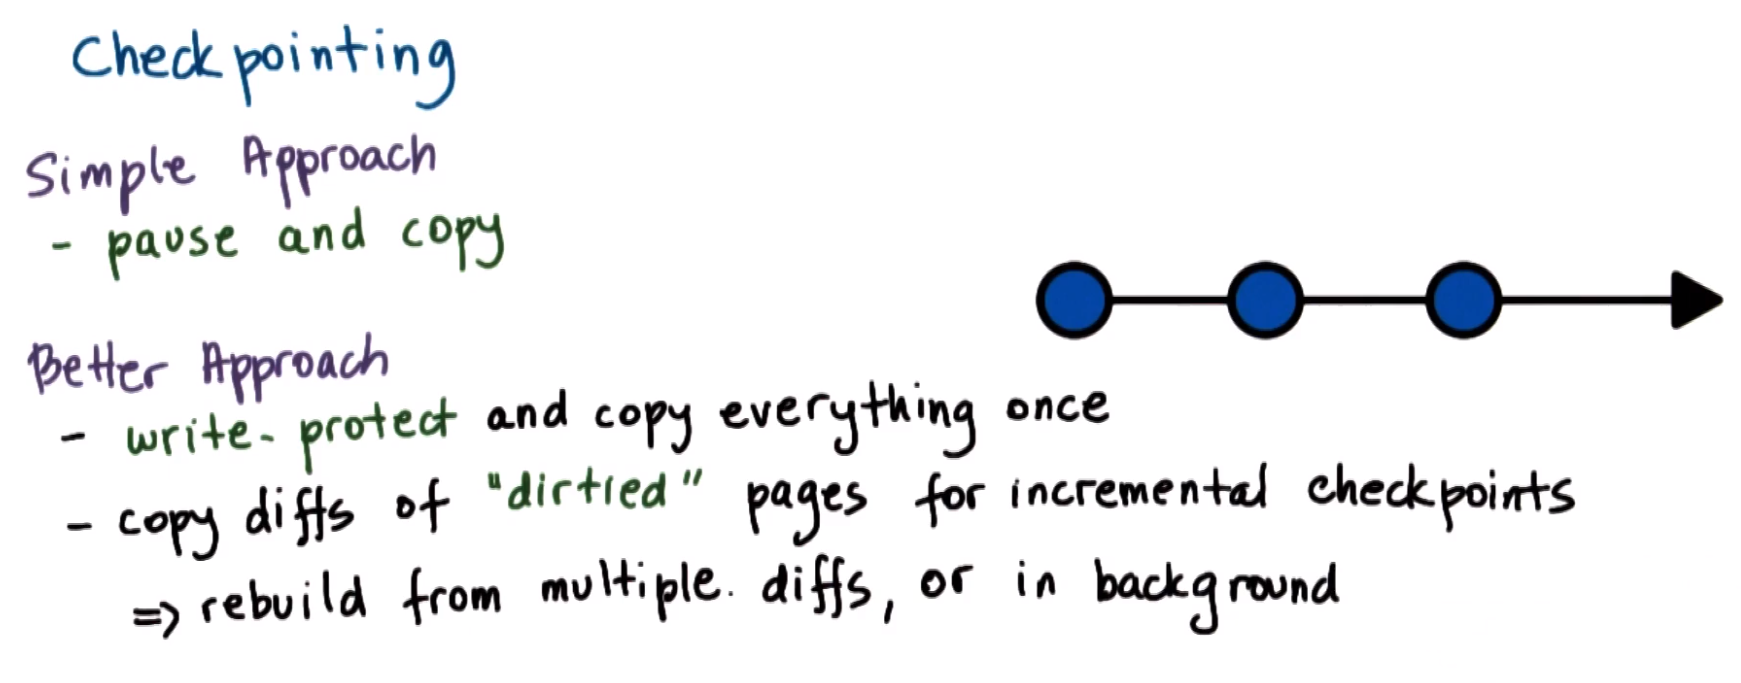 Checkpointing
Simple Approach
- pause and copy
Better Approach
- write-protect and copy everything once
- copy diffs of "dirtied" pages for incremental checkpoints
=> rebuild from multiple diffs, or in background